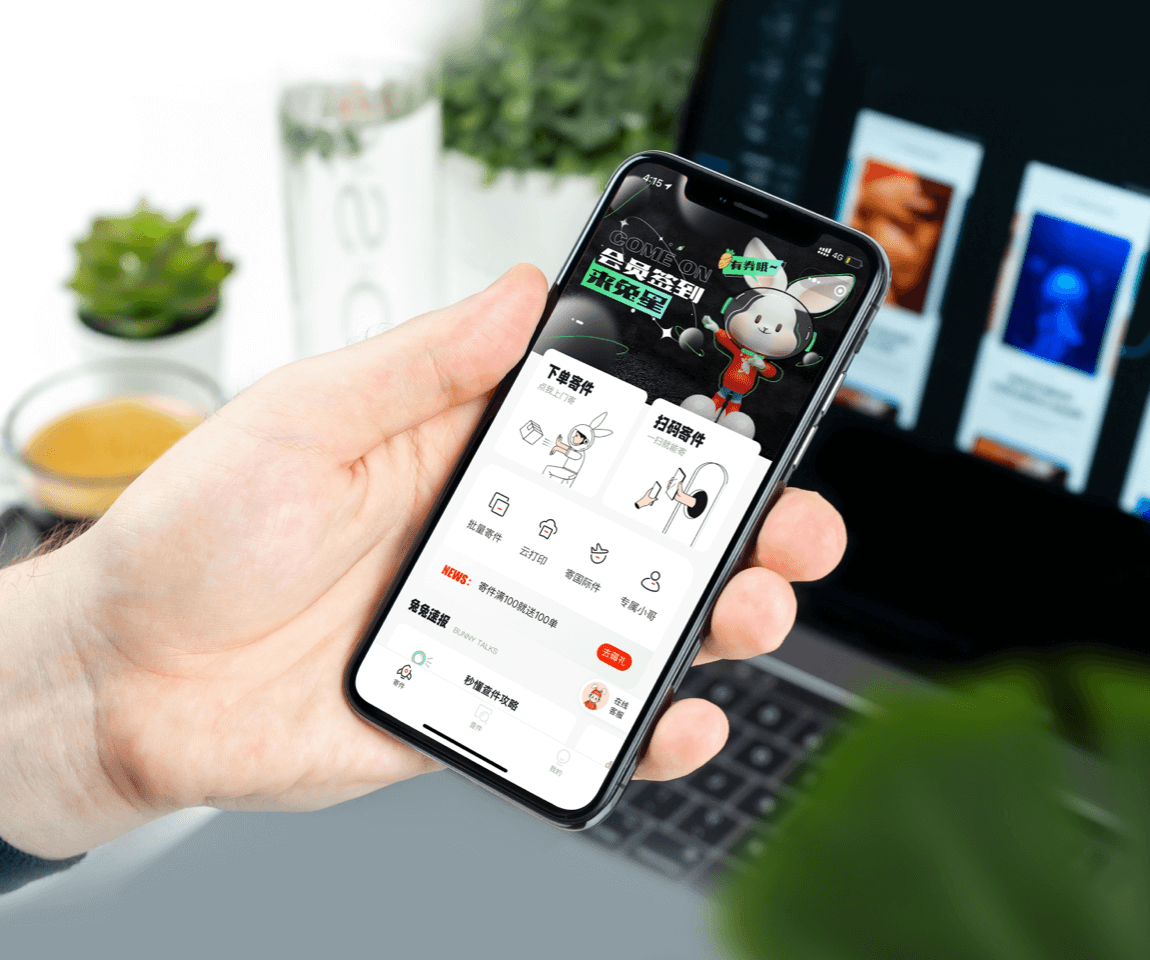 4:15
4G
COME ON
会员签到
来兔星
有券哦~
下单寄件
点我上门寄
扫码寄件
一扫就能寄
批量寄件
云打印
寄国际件
专属小哥
NEWS:
寄件满100就送100单
去薅礼
兔兔速报
BUNNY TALKS
秒懂查件攻略
在线
客服
寄件
查件
我的